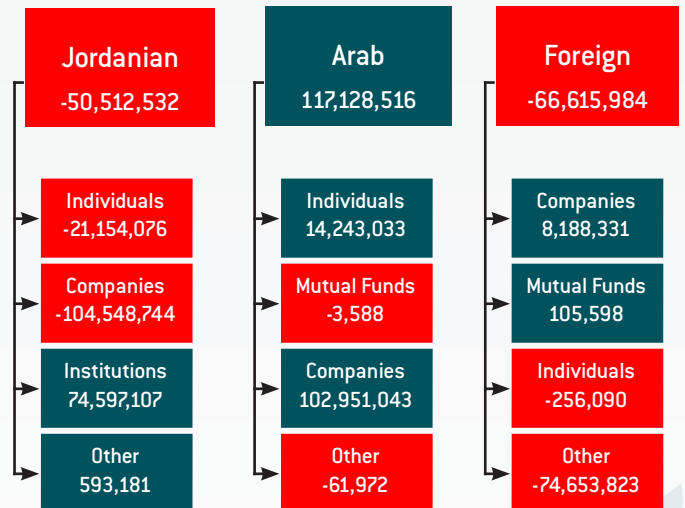 Jordanian
-50,512,532
Individuals
-21,154,076
Companies
-104,548,744
Institutions
74,597,107
Other
593,181
Arab
117,128,516
Individuals
14,243,033
Mutual Funds
-3,588
Companies
102,951,043
Other
-61,972
Foreign
-66,615,984
Companies
8,188,331
Mutual Funds
105,598
Individuals
-256,090
Other
-74,653,823